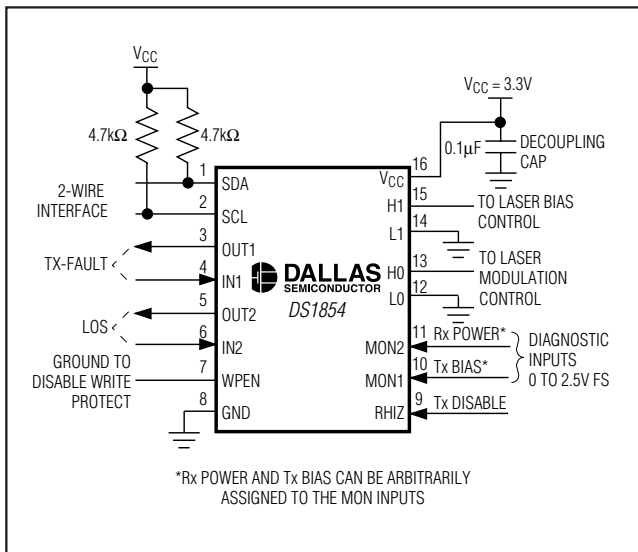 VCC
4.7kΩ
4.7kΩ
2-WIRE
INTERFACE
TX-FAULT
LOS
GROUND TO
DISABLE WRITE
PROTECT
1
SDA
2
SCL
3
OUT1
4
IN1
5
OUT2
6
IN2
7
WPEN
8
GND
DALLAS
SEMICONDUCTOR
DS1854
VCC = 3.3V
0.1µF
DECOUPLING
CAP
16
VCC
15
H1
TO LASER BIAS
CONTROL
14
L1
13
H0
TO LASER
MODULATION
CONTROL
12
L0
11
MON2
Rx POWER*
10
MON1
Tx BIAS*
DIAGNOSTIC
INPUTS
0 TO 2.5V FS
9
RHIZ
Tx DISABLE
*Rx POWER AND Tx BIAS CAN BE ARBITRARILY
ASSIGNED TO THE MON INPUTS